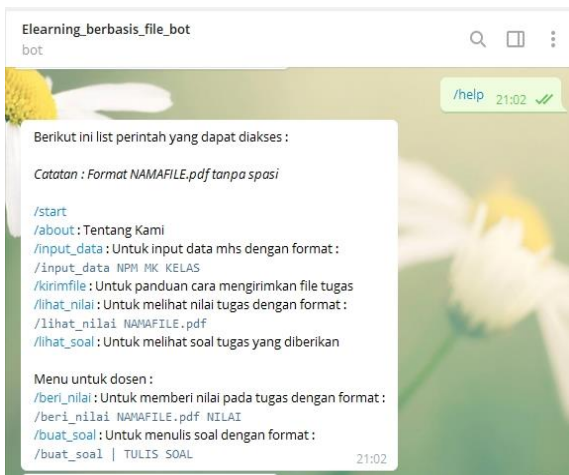 Elearning_berbasis_file_bot
bot
/help 21:02
Berikut ini list perintah yang dapat diakses :
Catatan : Format NAMAFILE.pdf tanpa spasi
/start
/about : Tentang Kami
/input_data : Untuk input data mhs dengan format :
/input_data NPM MK KELAS
/kirimfile : Untuk panduan cara mengirimkan file tugas
/lihat_nilai : Untuk melihat nilai tugas dengan format :
/lihat_nilai NAMAFILE.pdf
/lihat_soal : Untuk melihat soal tugas yang diberikan
Menu untuk dosen :
/beri_nilai : Untuk memberi nilai pada tugas dengan format :
/beri_nilai NAMAFILE.pdf NILAI
/buat_soal : Untuk menulis soal dengan format :
/buat_soal | TULIS SOAL
21:02